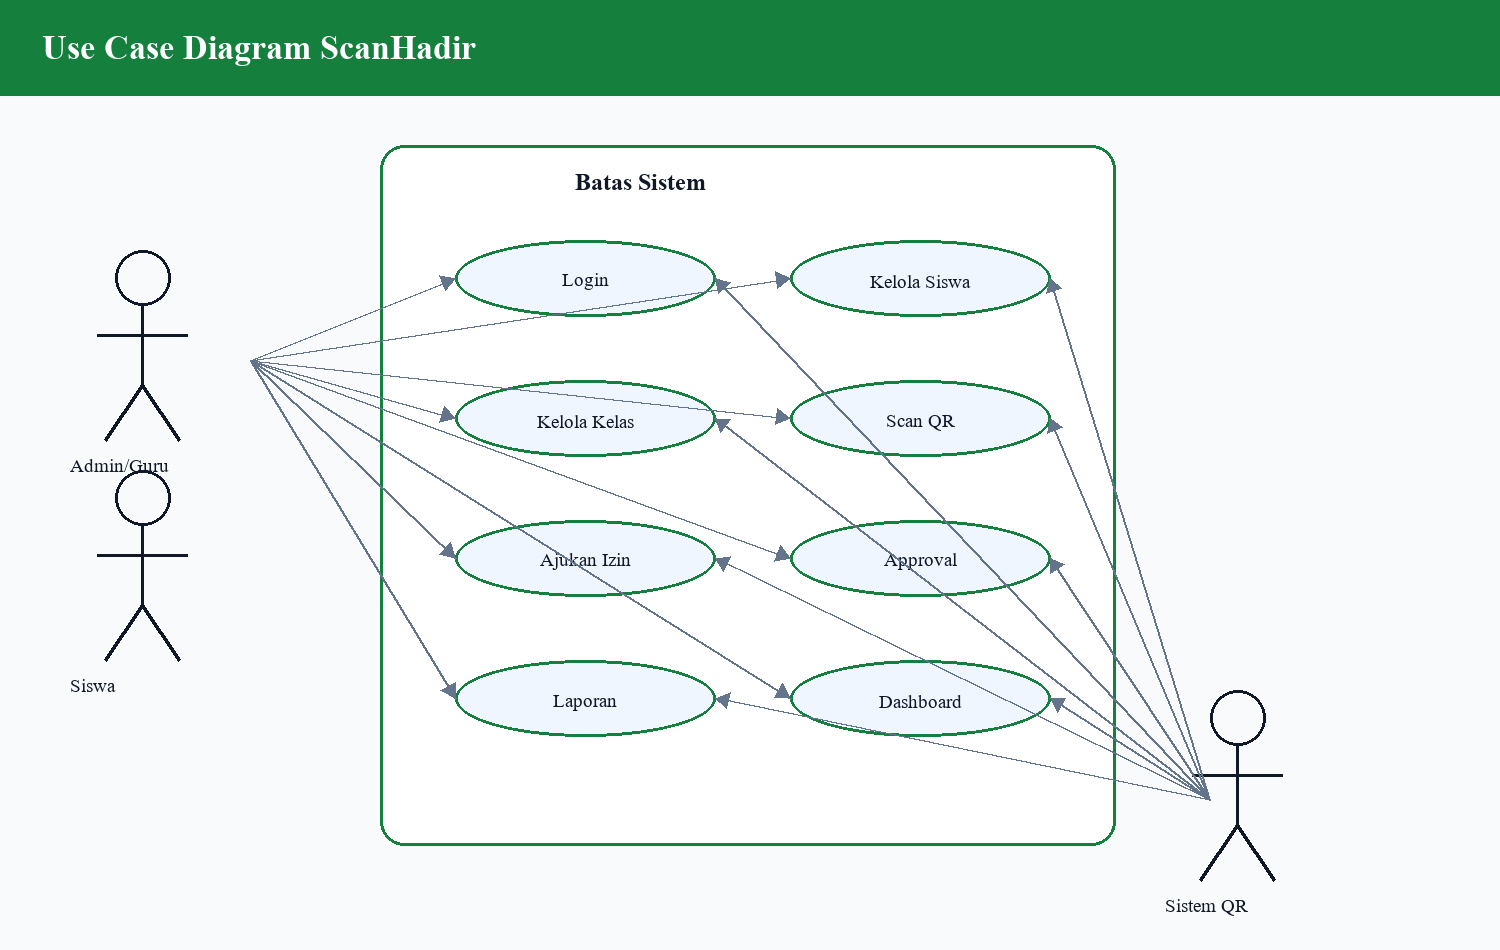 Use Case Diagram ScanHadir
Batas Sistem
Login
Kelola Siswa
Kelola Kelas
Scan QR
Admin/Guru
Ajukan Izin
Approval
Siswa
Laporan
Dashboard
Sistem QR